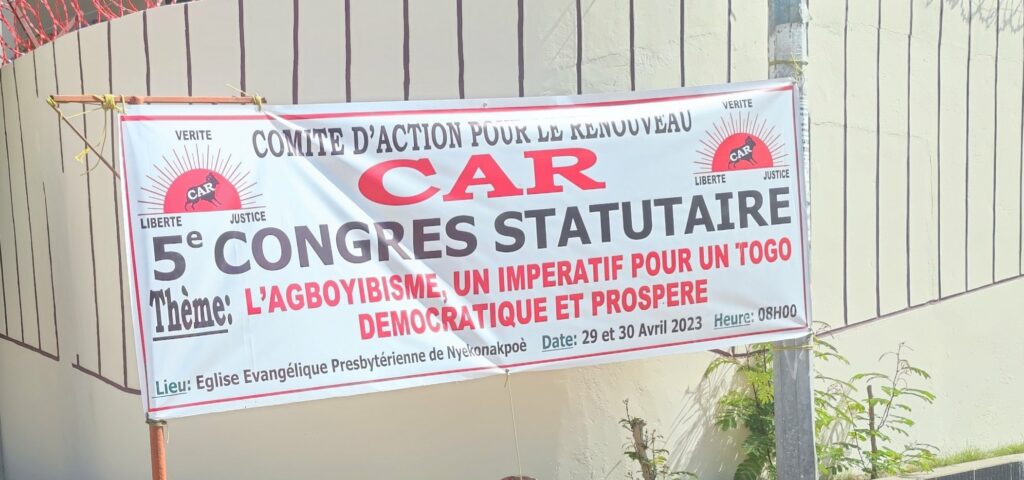 COMITE D'ACTION POUR LE RENOUVEAU
VERITE
CAR
LIBERTE JUSTICE
VERITE
CAR
LIBERTE JUSTICE
CAR
5e CONGRES STATUTAIRE
Thème: L'AGBOYIBISME, UN IMPERATIF POUR UN TOGO
DEMOCRATIQUE ET PROSPERE
Lieu: Eglise Evangélique Presbytérienne de Nyekonakpoè Date: 29 et 30 Avril 2023 Heure: 08H00